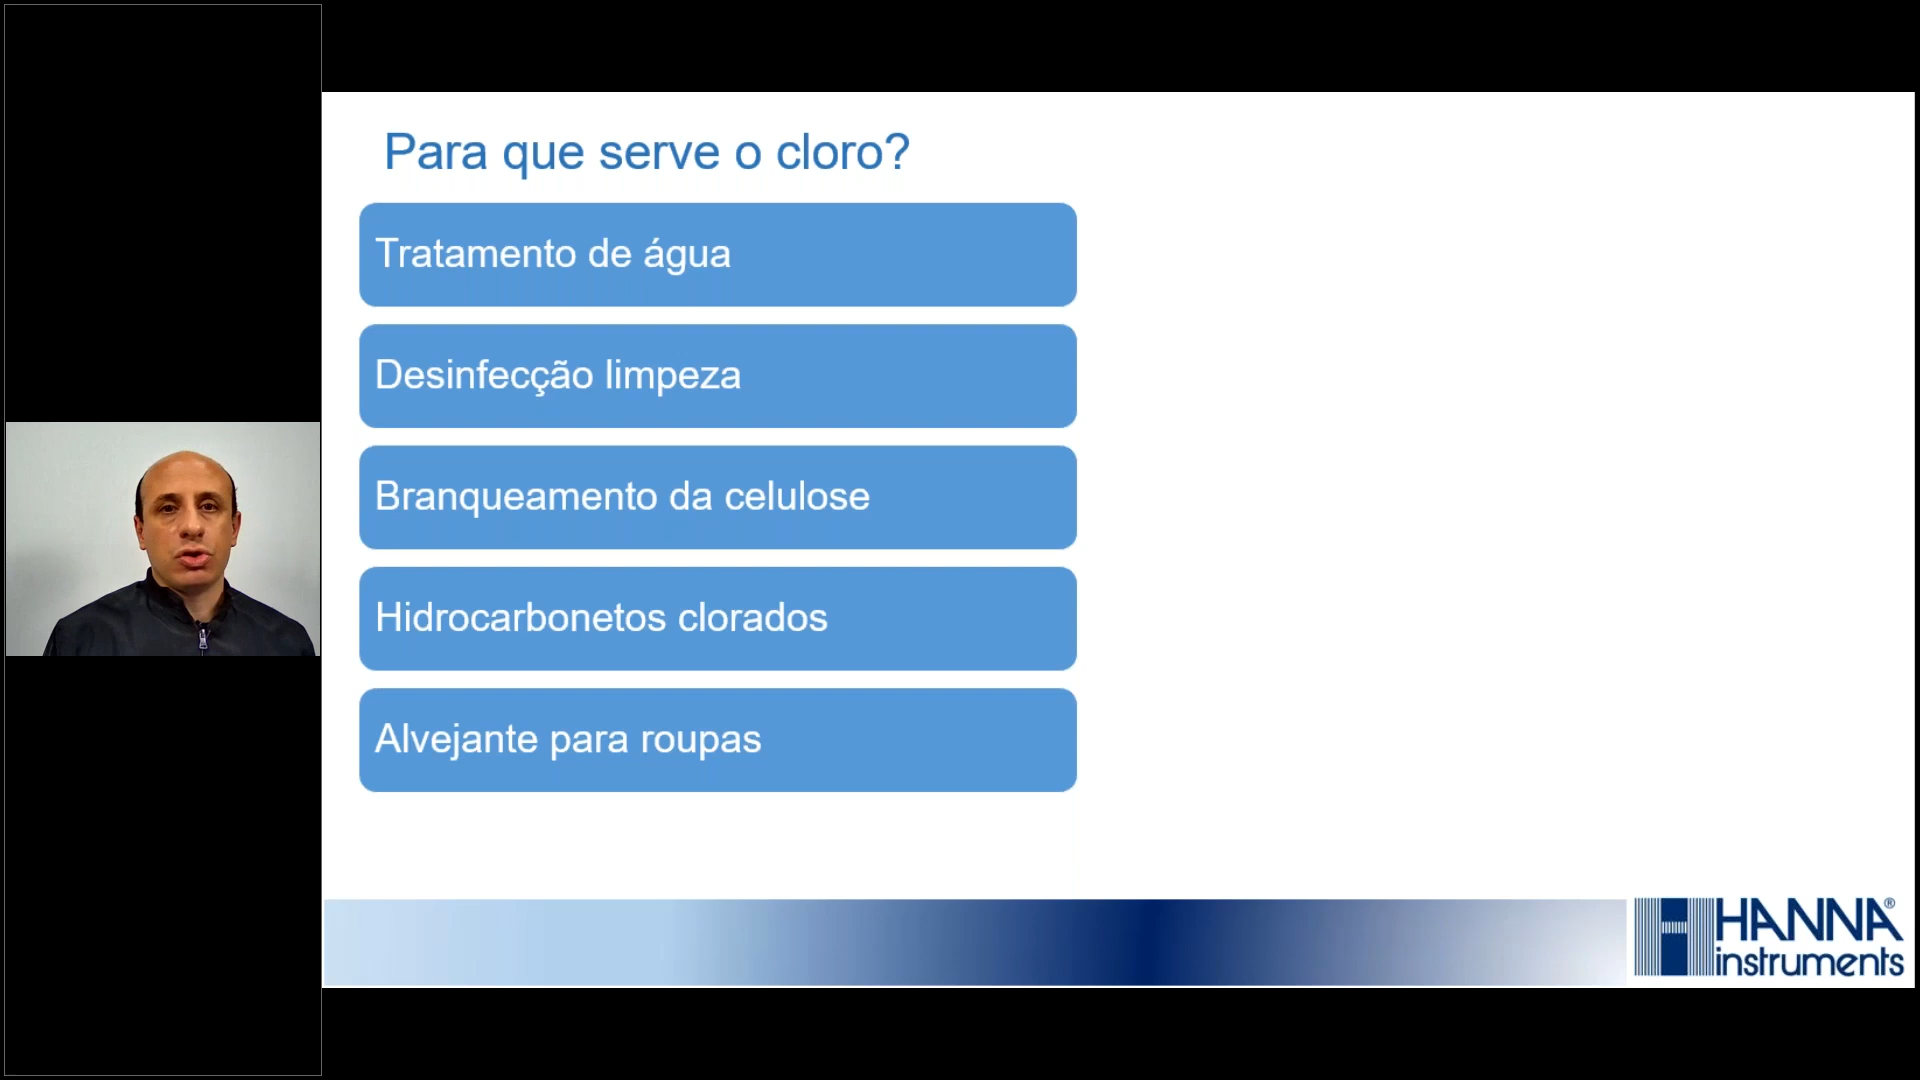 Para que serve o cloro?
Tratamento de água
Desinfecção limpeza
Branqueamento da celulose
Hidrocarbonetos clorados
Alvejante para roupas
HANNA®
instruments